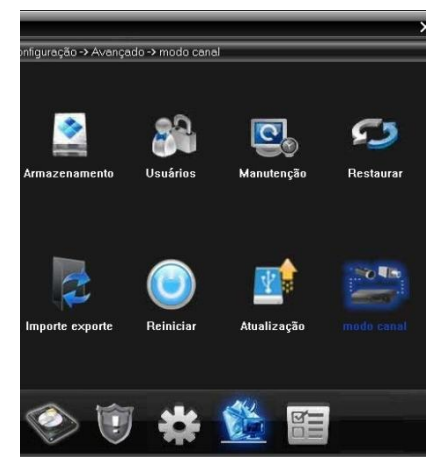 onfiguração -> Avançado -> modo canal
Armazenamento Usuários Manutenção Restaurar
Importe exporte Reiniciar Atualização modo canal